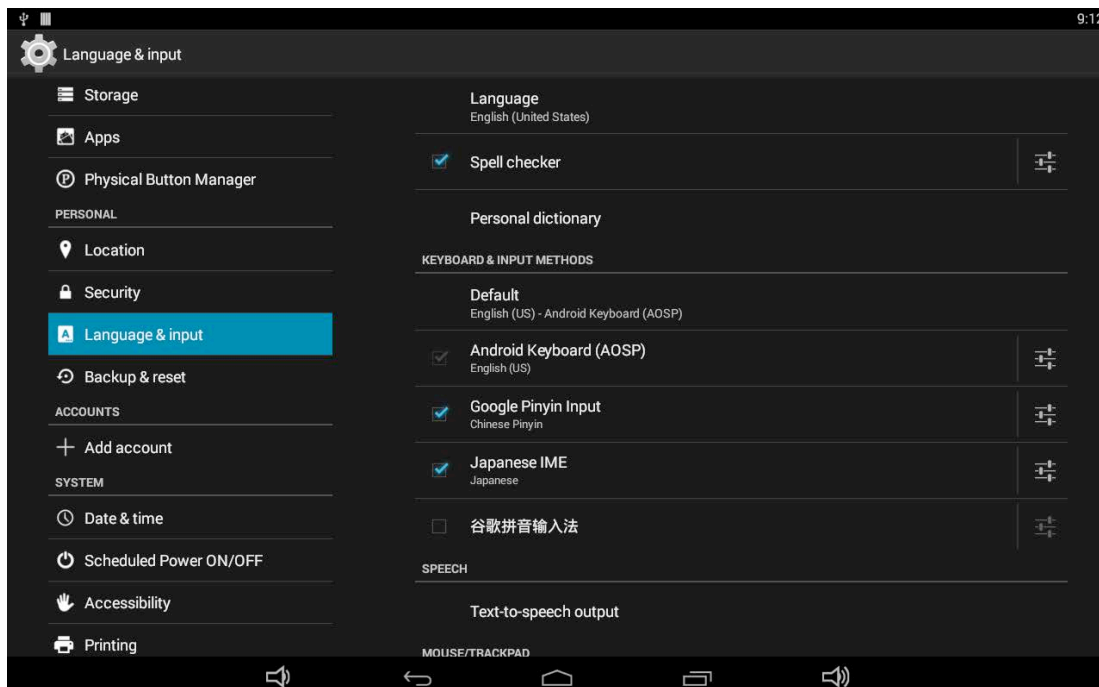 9:12
Language & input
Storage
Apps
Physical Button Manager
PERSONAL
Location
Security
Language & input
Backup & reset
ACCOUNTS
Add account
SYSTEM
Date & time
Scheduled Power ON/OFF
Accessibility
Printing
Language
English (United States)
Spell checker
Personal dictionary
KEYBOARD & INPUT METHODS
Default
English (US) - Android Keyboard (AOSP)
Android Keyboard (AOSP)
English (US)
Google Pinyin Input
Chinese Pinyin
Japanese IME
Japanese
谷歌拼音输入法
SPEECH
Text-to-speech output
MOUSE/TRACKPAD